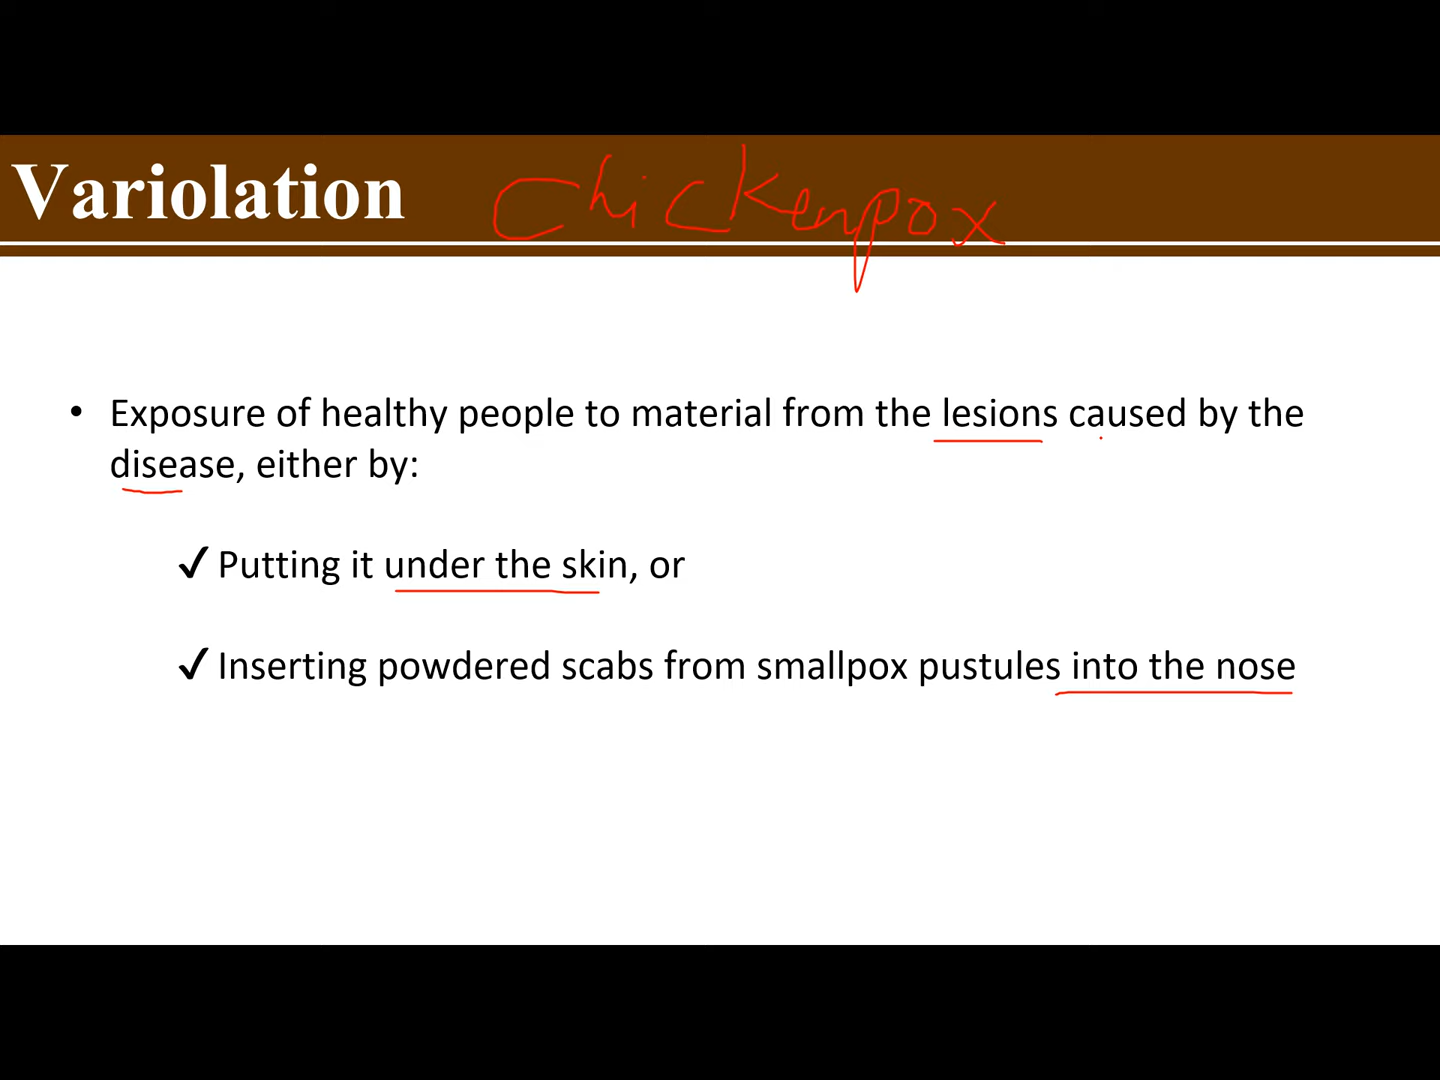 Variolation Chickenpox
• Exposure of healthy people to material from the lesions caused by the
disease, either by:
✓ Putting it under the skin, or
✓ Inserting powdered scabs from smallpox pustules into the nose